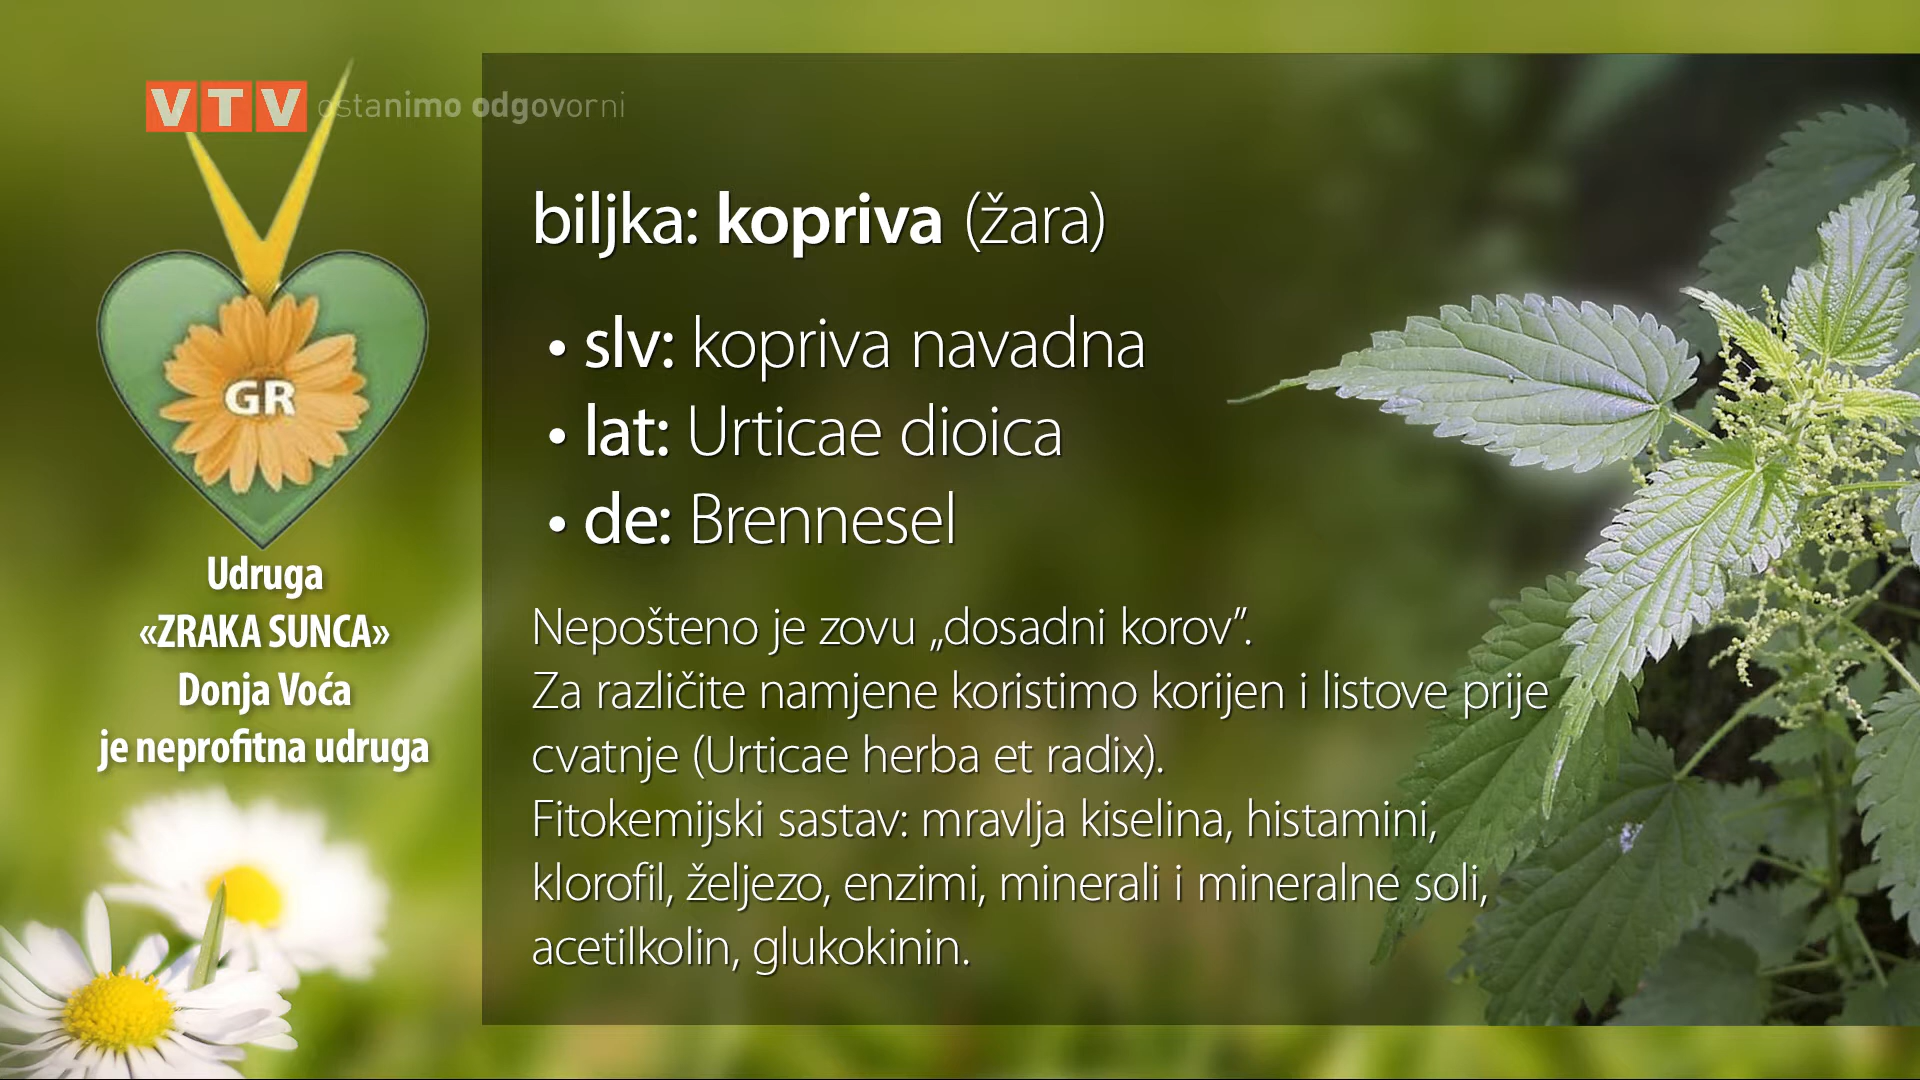 VTV ostanimo odgovorni
GR
Udruga
«ZRAKA SUNCA»
Donja Voća
je neprofitna udruga
biljka: kopriva (žara)
• slv: kopriva navadna
• lat: Urticae dioica
• de: Brennesel
Nepošteno je zovu „dosadni korov”.
Za različite namjene koristimo korijen i listove prije
cvatnje (Urticae herba et radix).
Fitokemijski sastav: mravlja kiselina, histamini,
klorofil, željezo, enzimi, minerali i mineralne soli,
acetilkolin, glukokinin.